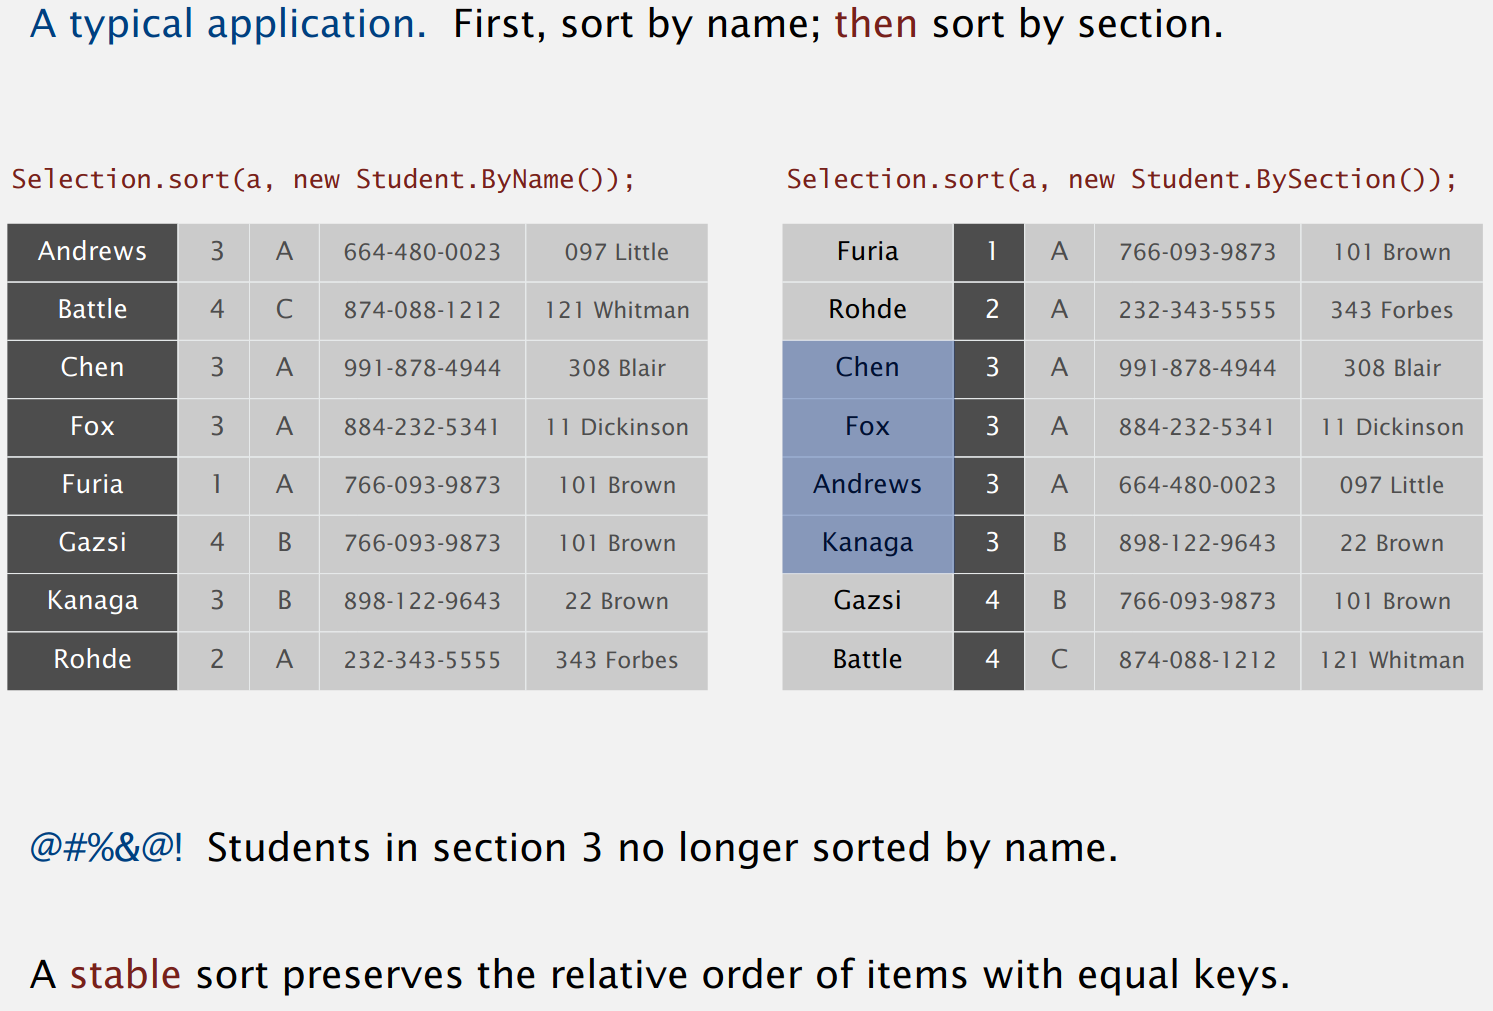 A typical application. First, sort by name; then sort by section.
Selection.sort(a, new Student.ByName());
Andrews 3 A 664-480-0023 097 Little
Battle 4 C 874-088-1212 121 Whitman
Chen 3 A 991-878-4944 308 Blair
Fox 3 A 884-232-5341 11 Dickinson
Furia 1 A 766-093-9873 101 Brown
Gazsi 4 B 766-093-9873 101 Brown
Kanaga 3 B 898-122-9643 22 Brown
Rohde 2 A 232-343-5555 343 Forbes
Selection.sort(a, new Student.BySection());
Furia 1 A 766-093-9873 101 Brown
Rohde 2 A 232-343-5555 343 Forbes
Chen 3 A 991-878-4944 308 Blair
Fox 3 A 884-232-5341 11 Dickinson
Andrews 3 A 664-480-0023 097 Little
Kanaga 3 B 898-122-9643 22 Brown
Gazsi 4 B 766-093-9873 101 Brown
Battle 4 C 874-088-1212 121 Whitman
@#%&@! Students in section 3 no longer sorted by name.
A stable sort preserves the relative order of items with equal keys.